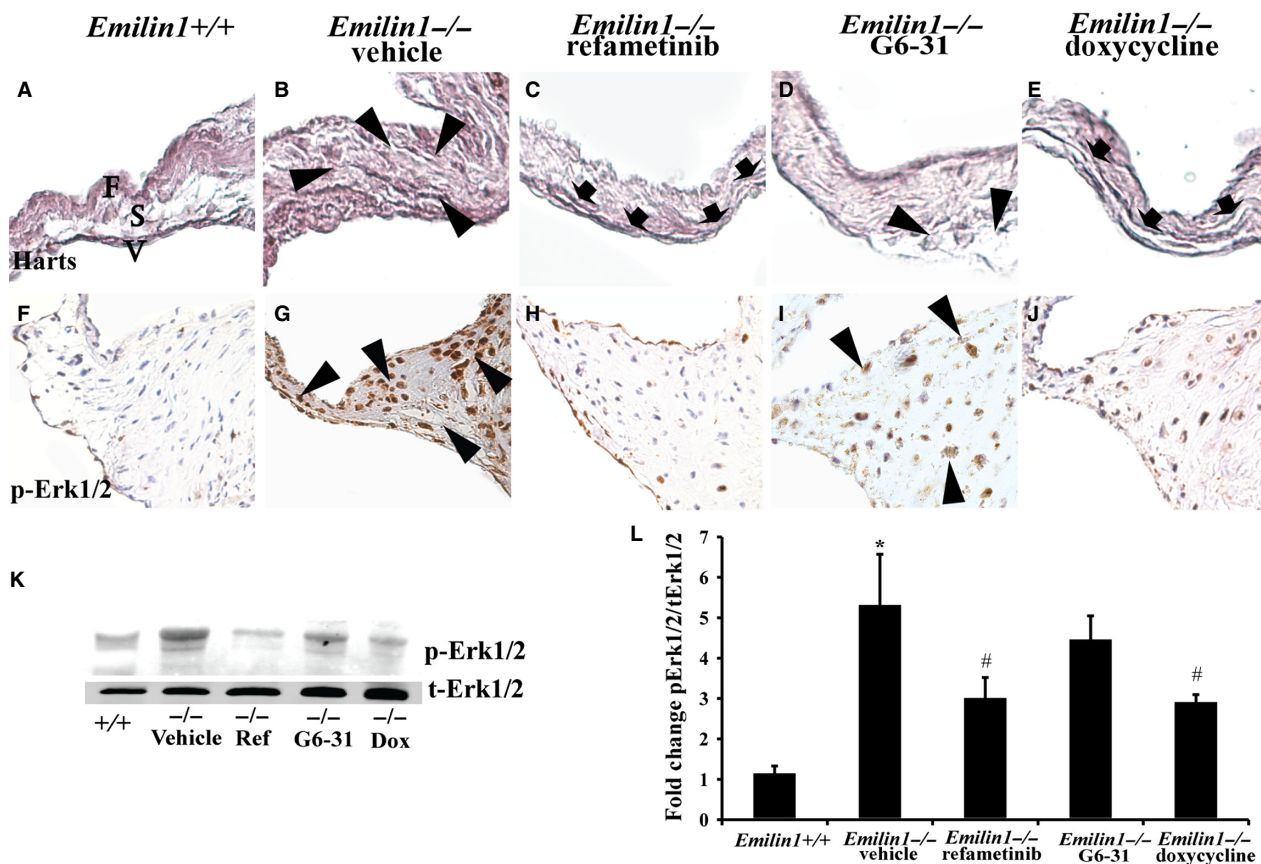 Emilin1+/+
Emilin1–/–
vehicle
Emilin1–/–
refametinib
Emilin1–/–
G6-31
Emilin1–/–
doxycycline
A
B
C
D
E
F
S
V
Harts
F
G
H
I
J
p-Erk1/2
K
p-Erk1/2
t-Erk1/2
+/+
–/–
Vehicle
–/–
Ref
–/–
G6-31
–/–
Dox
L
Fold change pErk1/2/tErk1/2
7
6
5
4
3
2
1
0
*
#
#
Emilin1+/+
Emilin1–/–
vehicle
Emilin1–/–
refametinib
Emilin1–/–
G6-31
Emilin1–/–
doxycycline